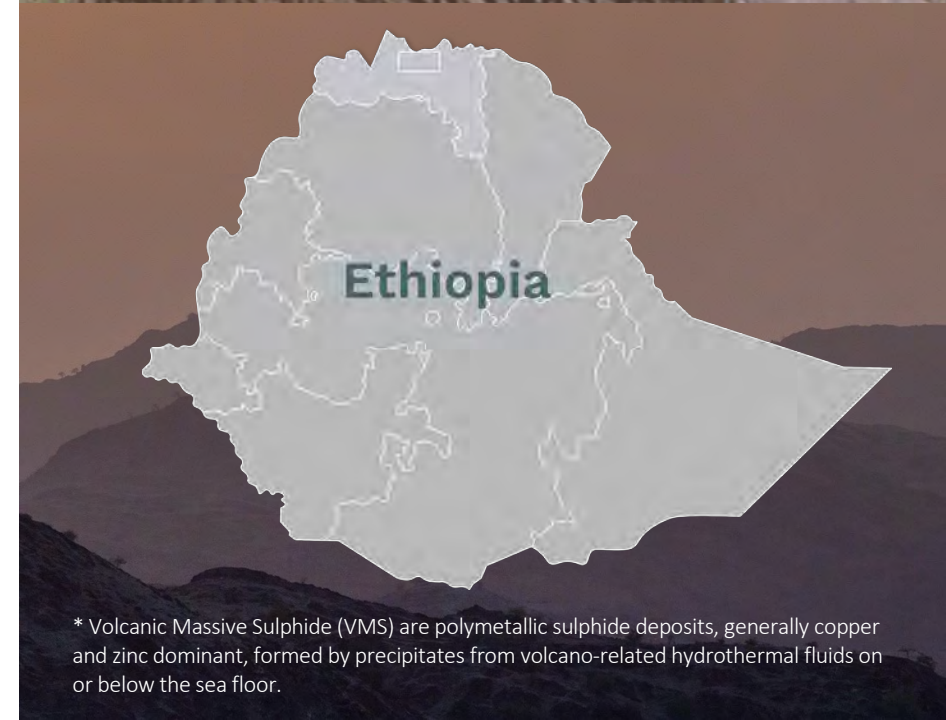 Ethiopia
* Volcanic Massive Sulphide (VMS) are polymetallic sulphide deposits, generally copper
and zinc dominant, formed by precipitates from volcano-related hydrothermal fluids on
or below the sea floor.